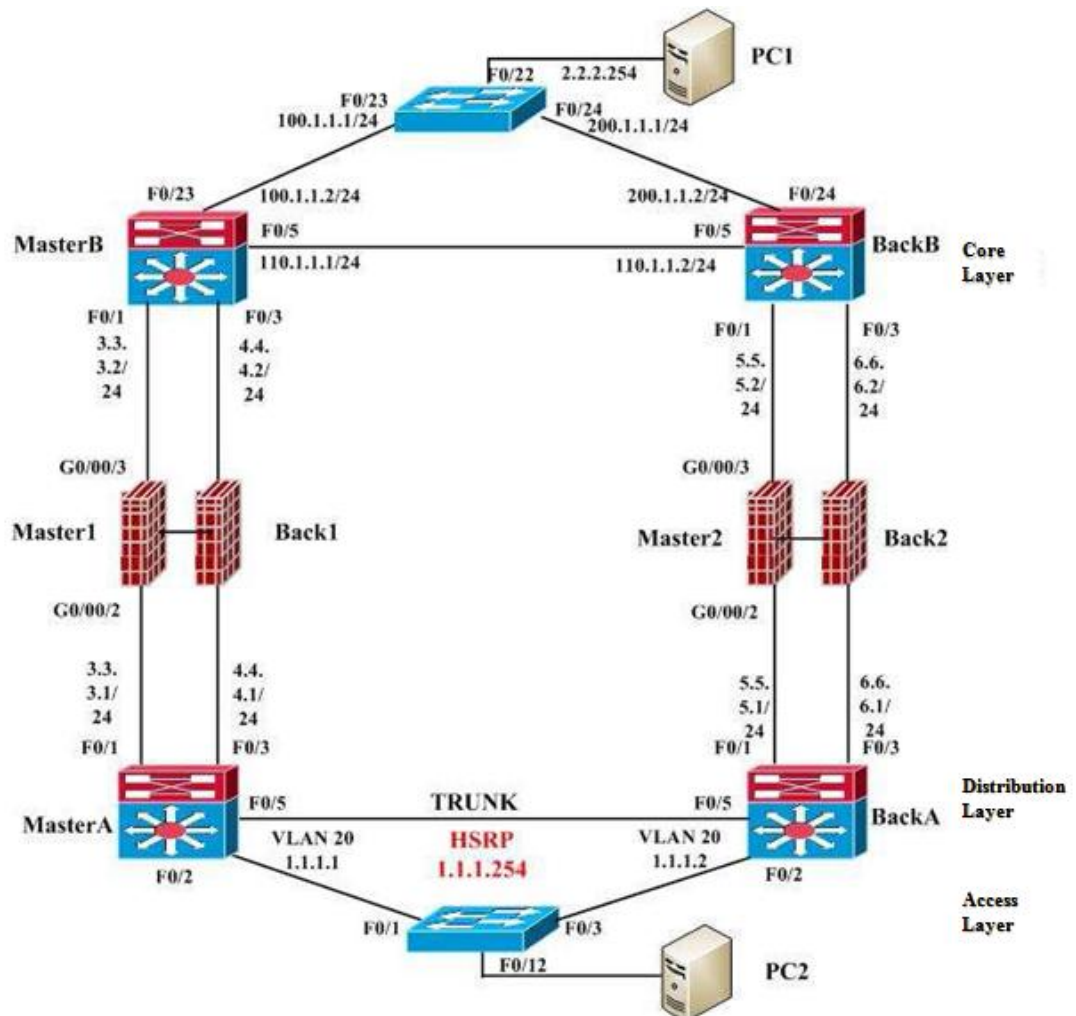 PC1
F0/22
2.2.2.254
F0/23
100.1.1.1/24
F0/24
200.1.1.1/24
F0/23
100.1.1.2/24
200.1.1.2/24
F0/24
MasterB
F0/5
110.1.1.1/24
F0/5
110.1.1.2/24
BackB
Core
Layer
F0/1
3.3.
3.2/
24
F0/3
4.4.
4.2/
24
F0/1
5.5.
5.2/
24
F0/3
6.6.
6.2/
24
G0/00/3
G0/00/3
Master1
Back1
Master2
Back2
G0/00/2
G0/00/2
3.3.
3.1/
24
4.4.
4.1/
24
5.5.
5.1/
24
6.6.
6.1/
24
F0/1
F0/3
F0/1
F0/3
MasterA
F0/5
TRUNK
F0/5
BackA
Distribution
Layer
VLAN 20
1.1.1.1
HSRP
1.1.1.254
VLAN 20
1.1.1.2
F0/2
F0/2
Access
Layer
F0/1
F0/3
F0/12
PC2